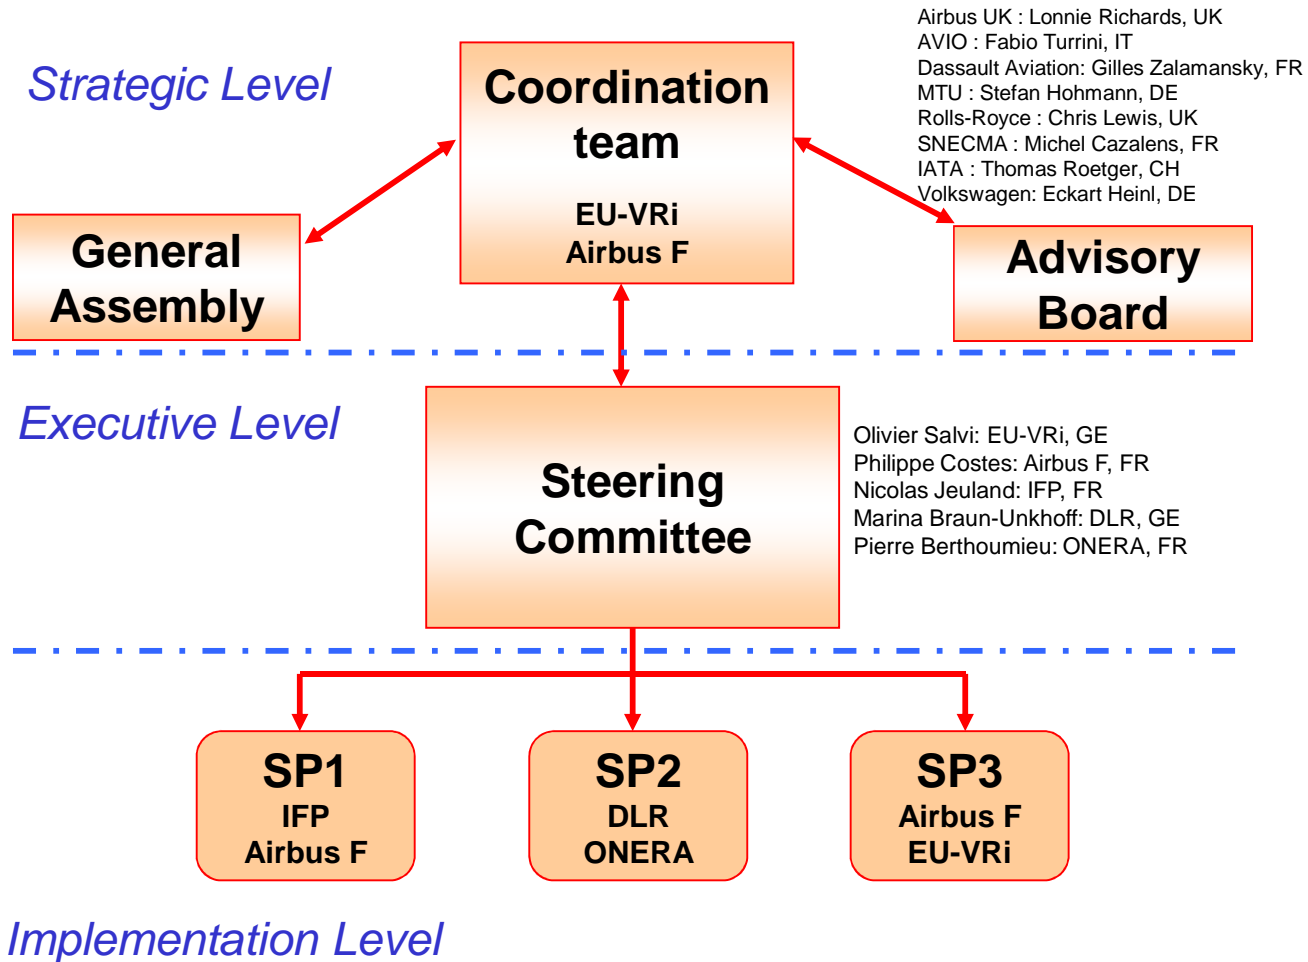 Strategic Level
Coordination
team
EU-VRi
Airbus F
Airbus UK : Lonnie Richards, UK
AVIO : Fabio Turrini, IT
Dassault Aviation: Gilles Zalamansky, FR
MTU : Stefan Hohmann, DE
Rolls-Royce : Chris Lewis, UK
SNECMA : Michel Cazalens, FR
IATA : Thomas Roetger, CH
Volkswagen: Eckart Heinl, DE
General
Assembly
Advisory
Board
Executive Level
Steering
Committee
Olivier Salvi: EU-VRi, GE
Philippe Costes: Airbus F, FR
Nicolas Jeuland: IFP, FR
Marina Braun-Unkhoff: DLR, GE
Pierre Berthoumieu: ONERA, FR
SP1
IFP
Airbus F
SP2
DLR
ONERA
SP3
Airbus F
EU-VRi
Implementation Level